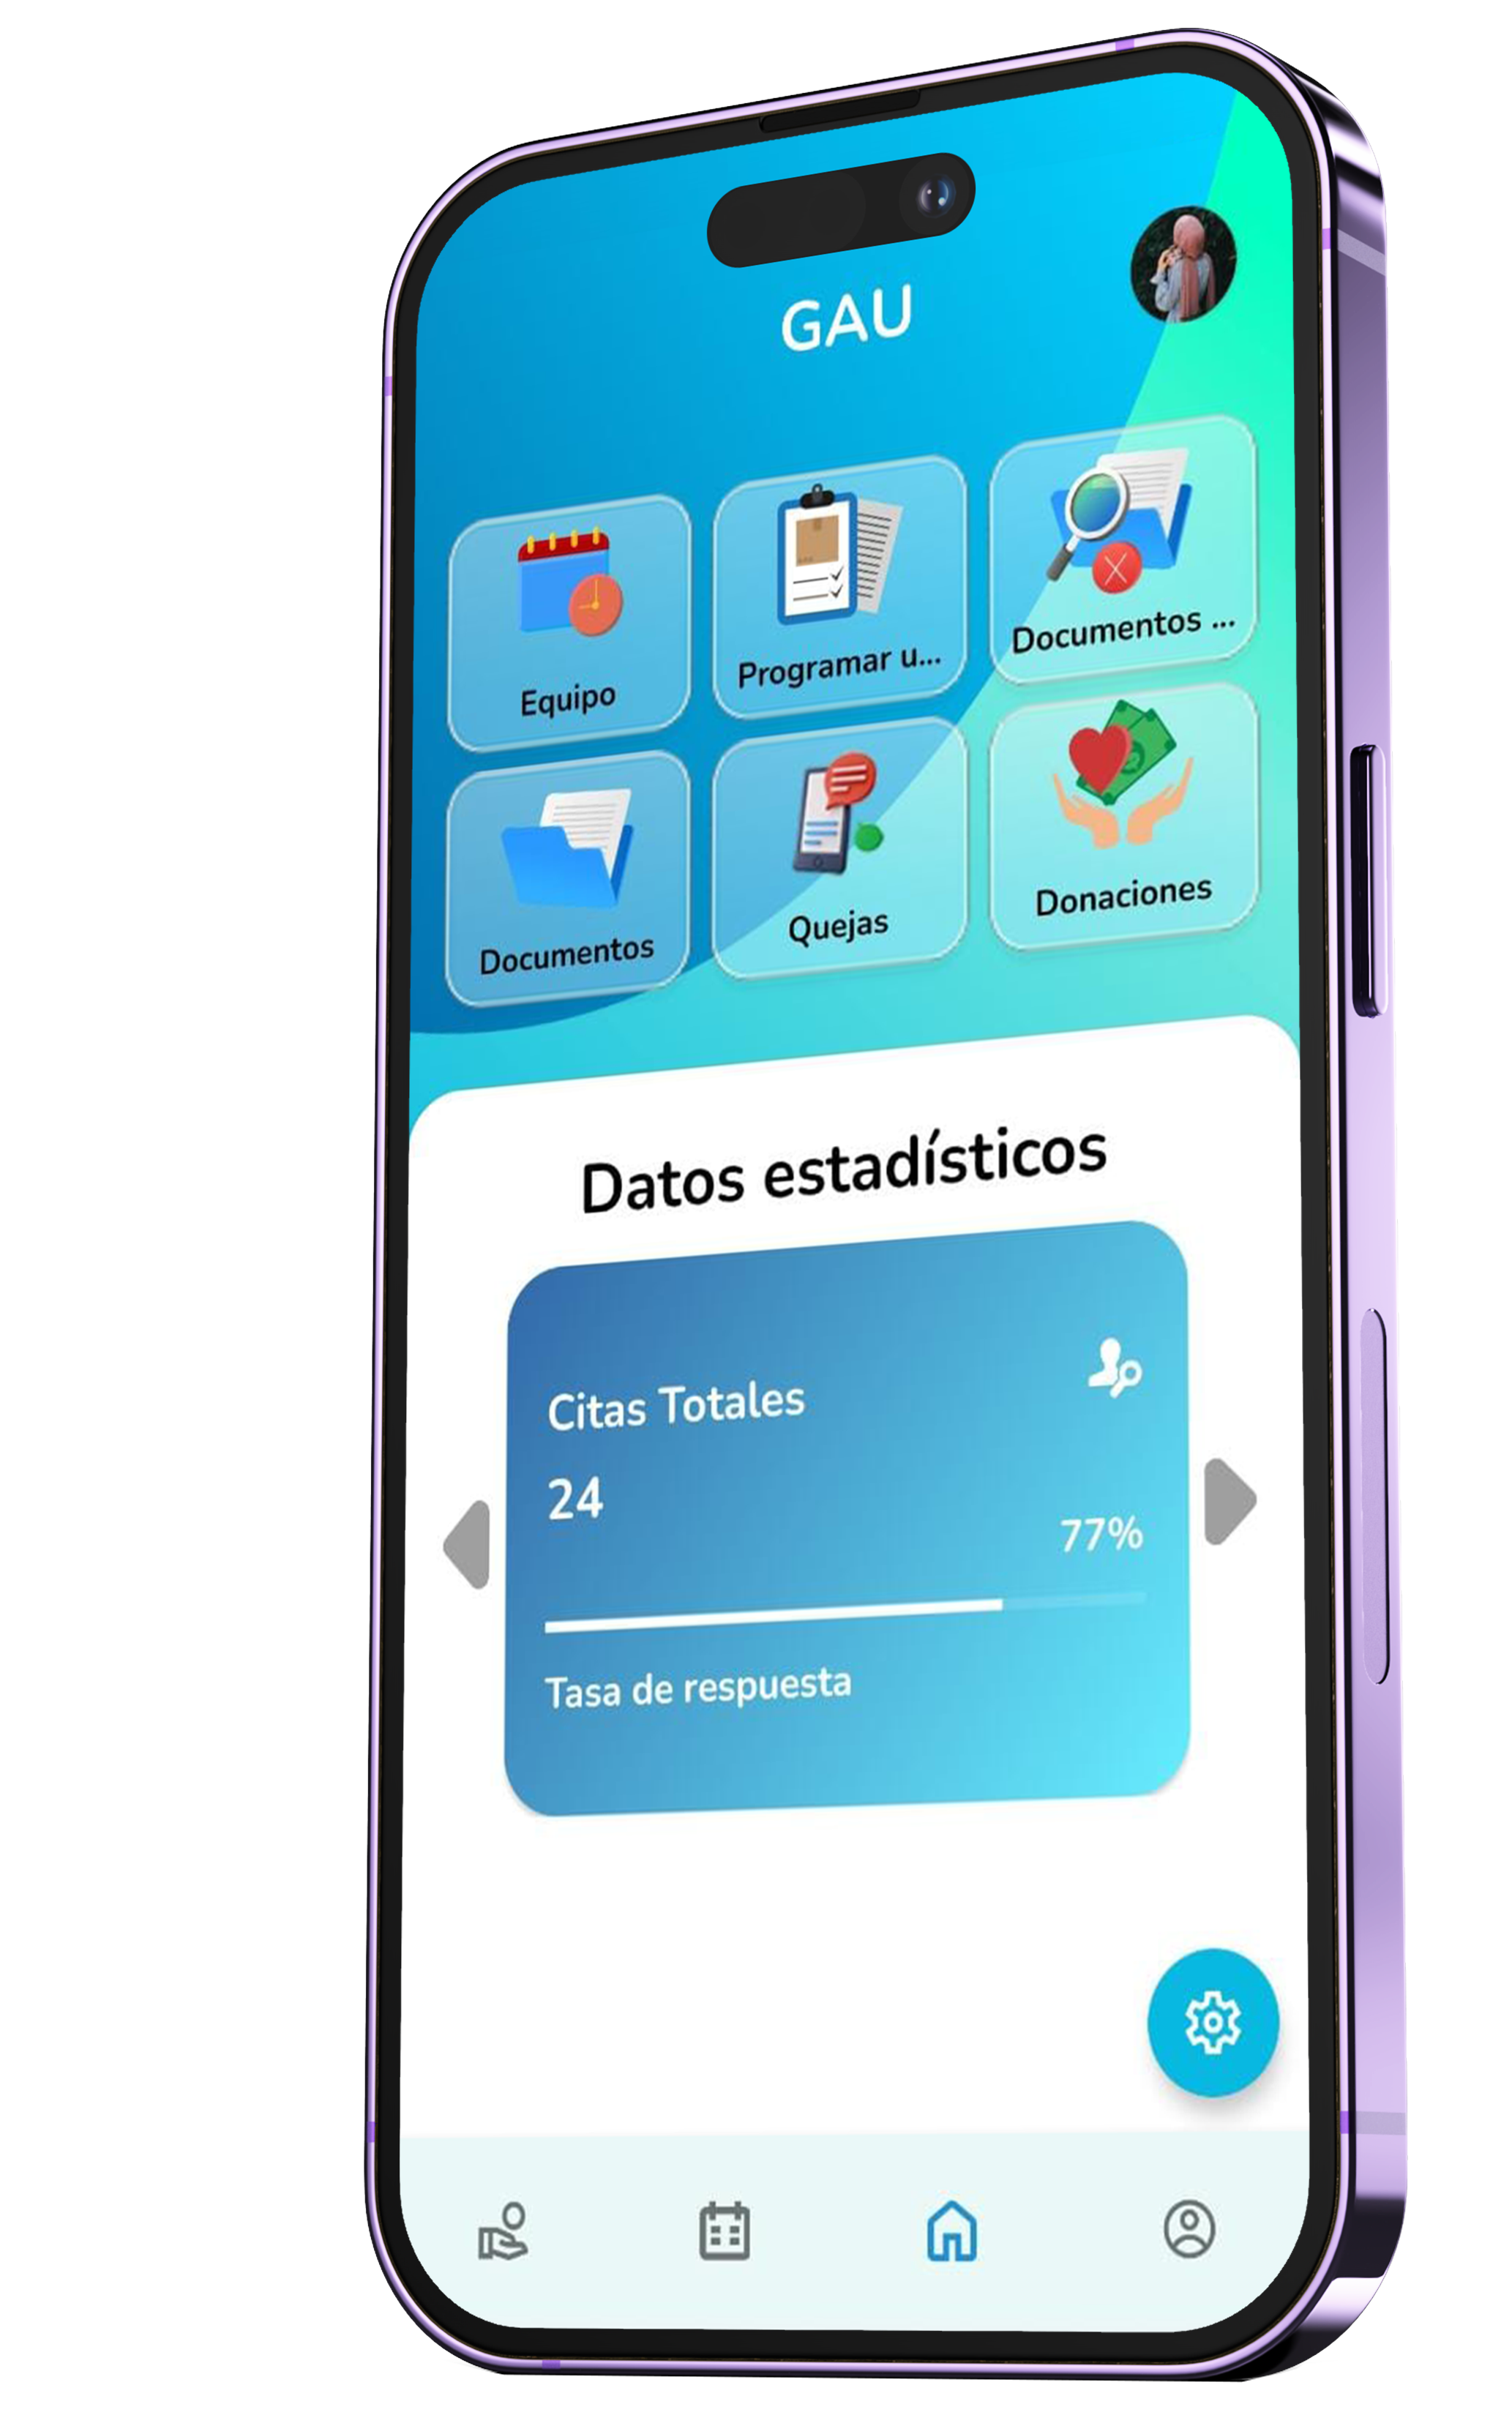 GAU
Equipo
Programar u...
Documentos ...
Documentos
Quejas
Donaciones
Datos estadísticos
Citas Totales
24
77%
Tasa de respuesta